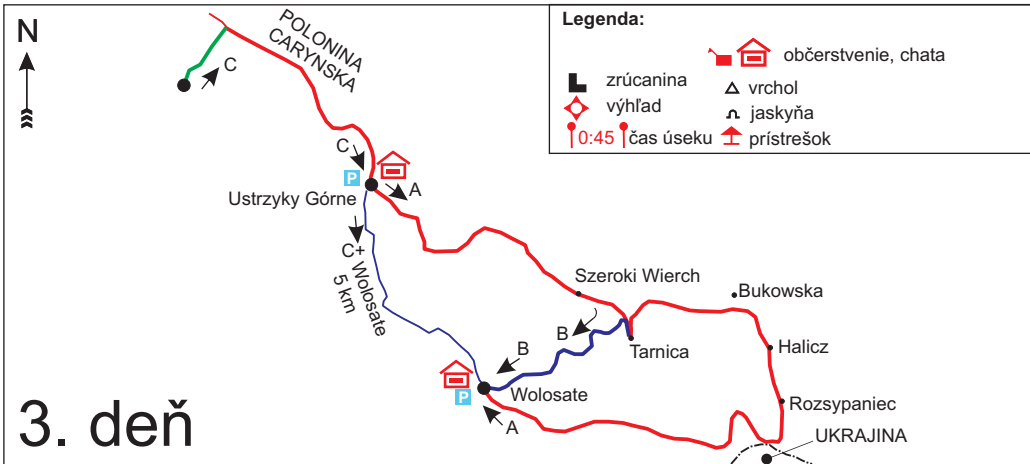 N
POLONINA
CARYNSKA
C
Legenda:
občerstvenie, chata
zrúcanina
vrchol
výhľad
jaskyňa
0:45
čas úseku
prístrešok
C
P
A
Ustrzyky Górne
C+
Wolosate
5 km
Szeroki Wierch
Bukowska
B
B
Tarnica
Halicz
P
Wolosate
A
Rozsypaniec
UKRAJINA
3. deň